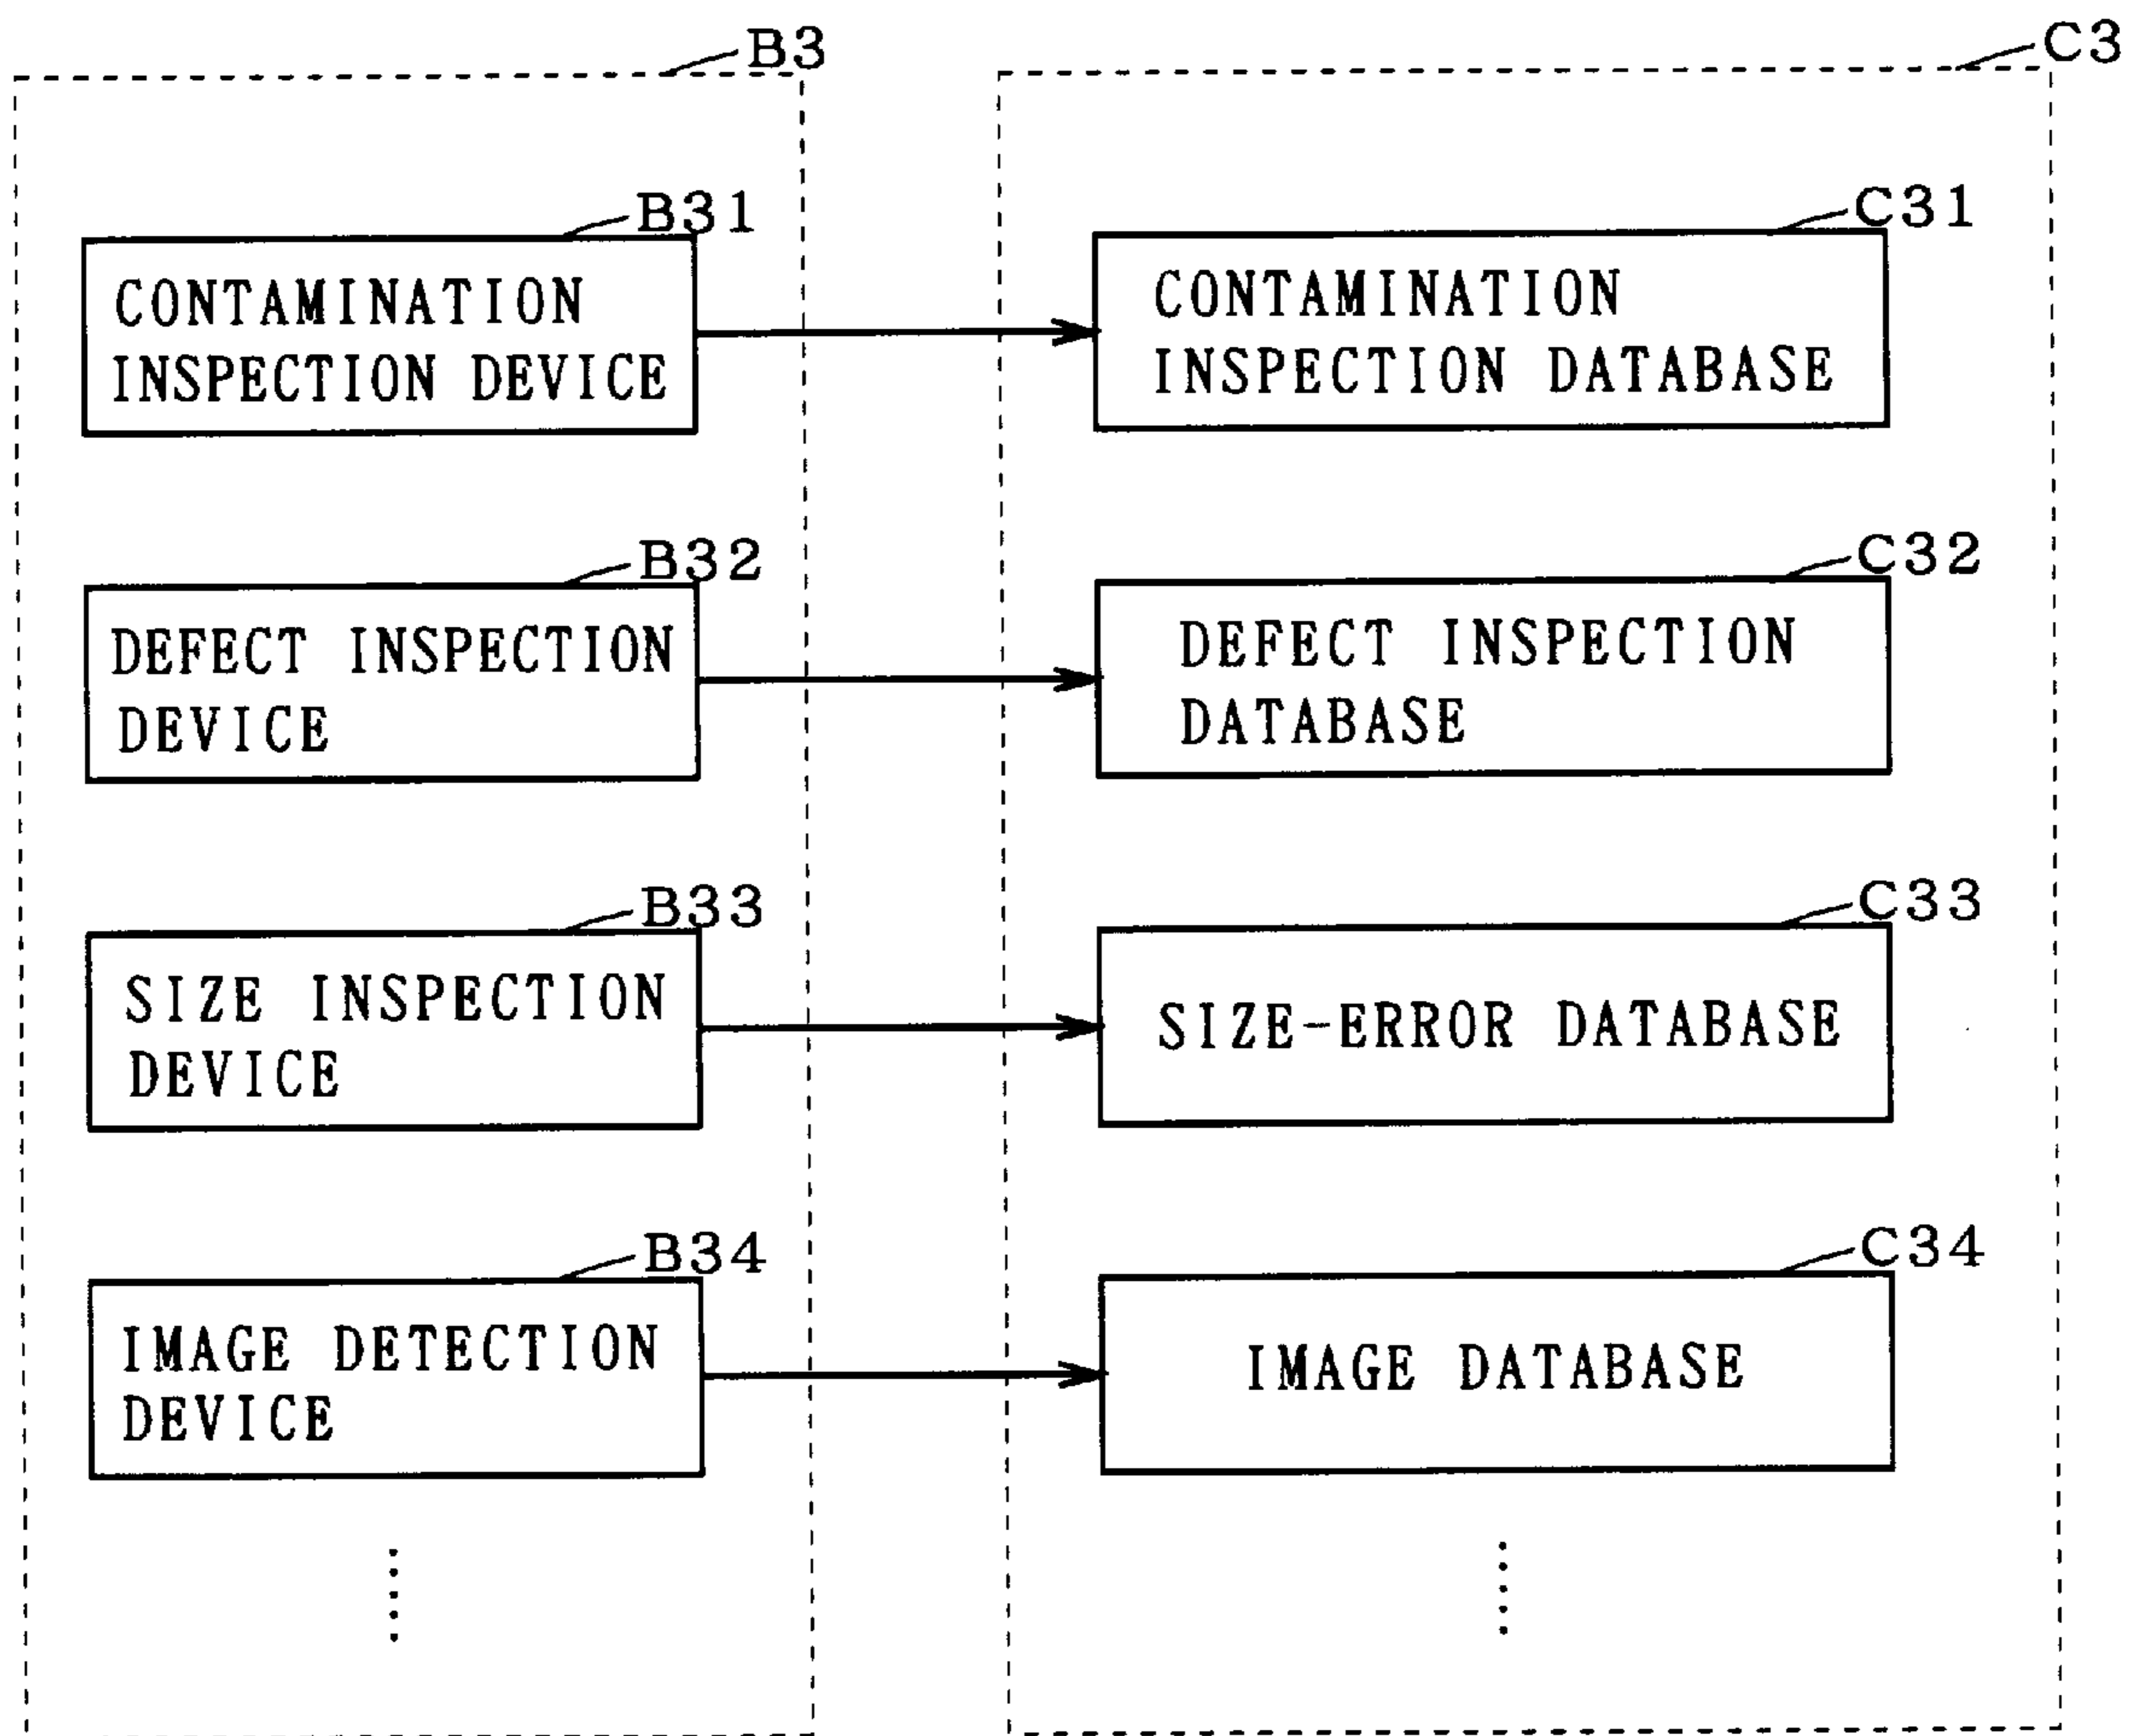 B3
C3
B31
CONTAMINATION
INSPECTION DEVICE
C31
CONTAMINATION
INSPECTION DATABASE
B32
DEFECT INSPECTION
DEVICE
C32
DEFECT INSPECTION
DATABASE
B33
SIZE INSPECTION
DEVICE
C33
SIZE-ERROR DATABASE
B34
IMAGE DETECTION
DEVICE
C34
IMAGE DATABASE